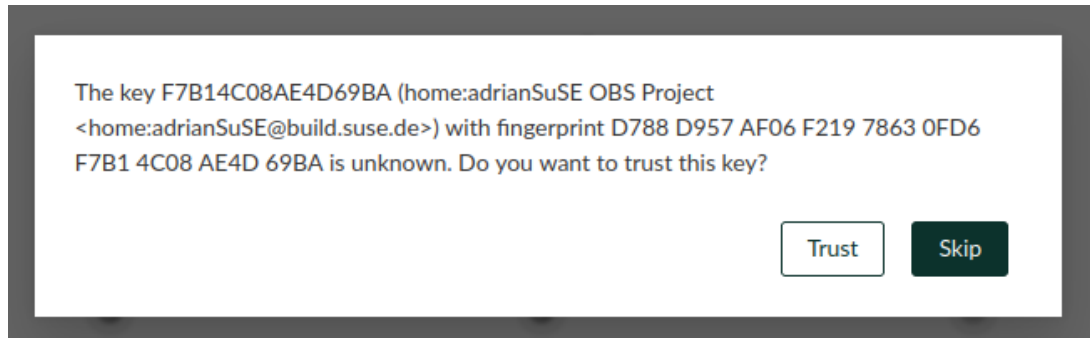 The key F7B14C08AE4D69BA (home:adrianSuSE OBS Project
<home:adrianSuSE@build.suse.de>) with fingerprint D788 D957 AF06 F219 7863 0FD6
F7B1 4C08 AE4D 69BA is unknown. Do you want to trust this key?
Trust
Skip